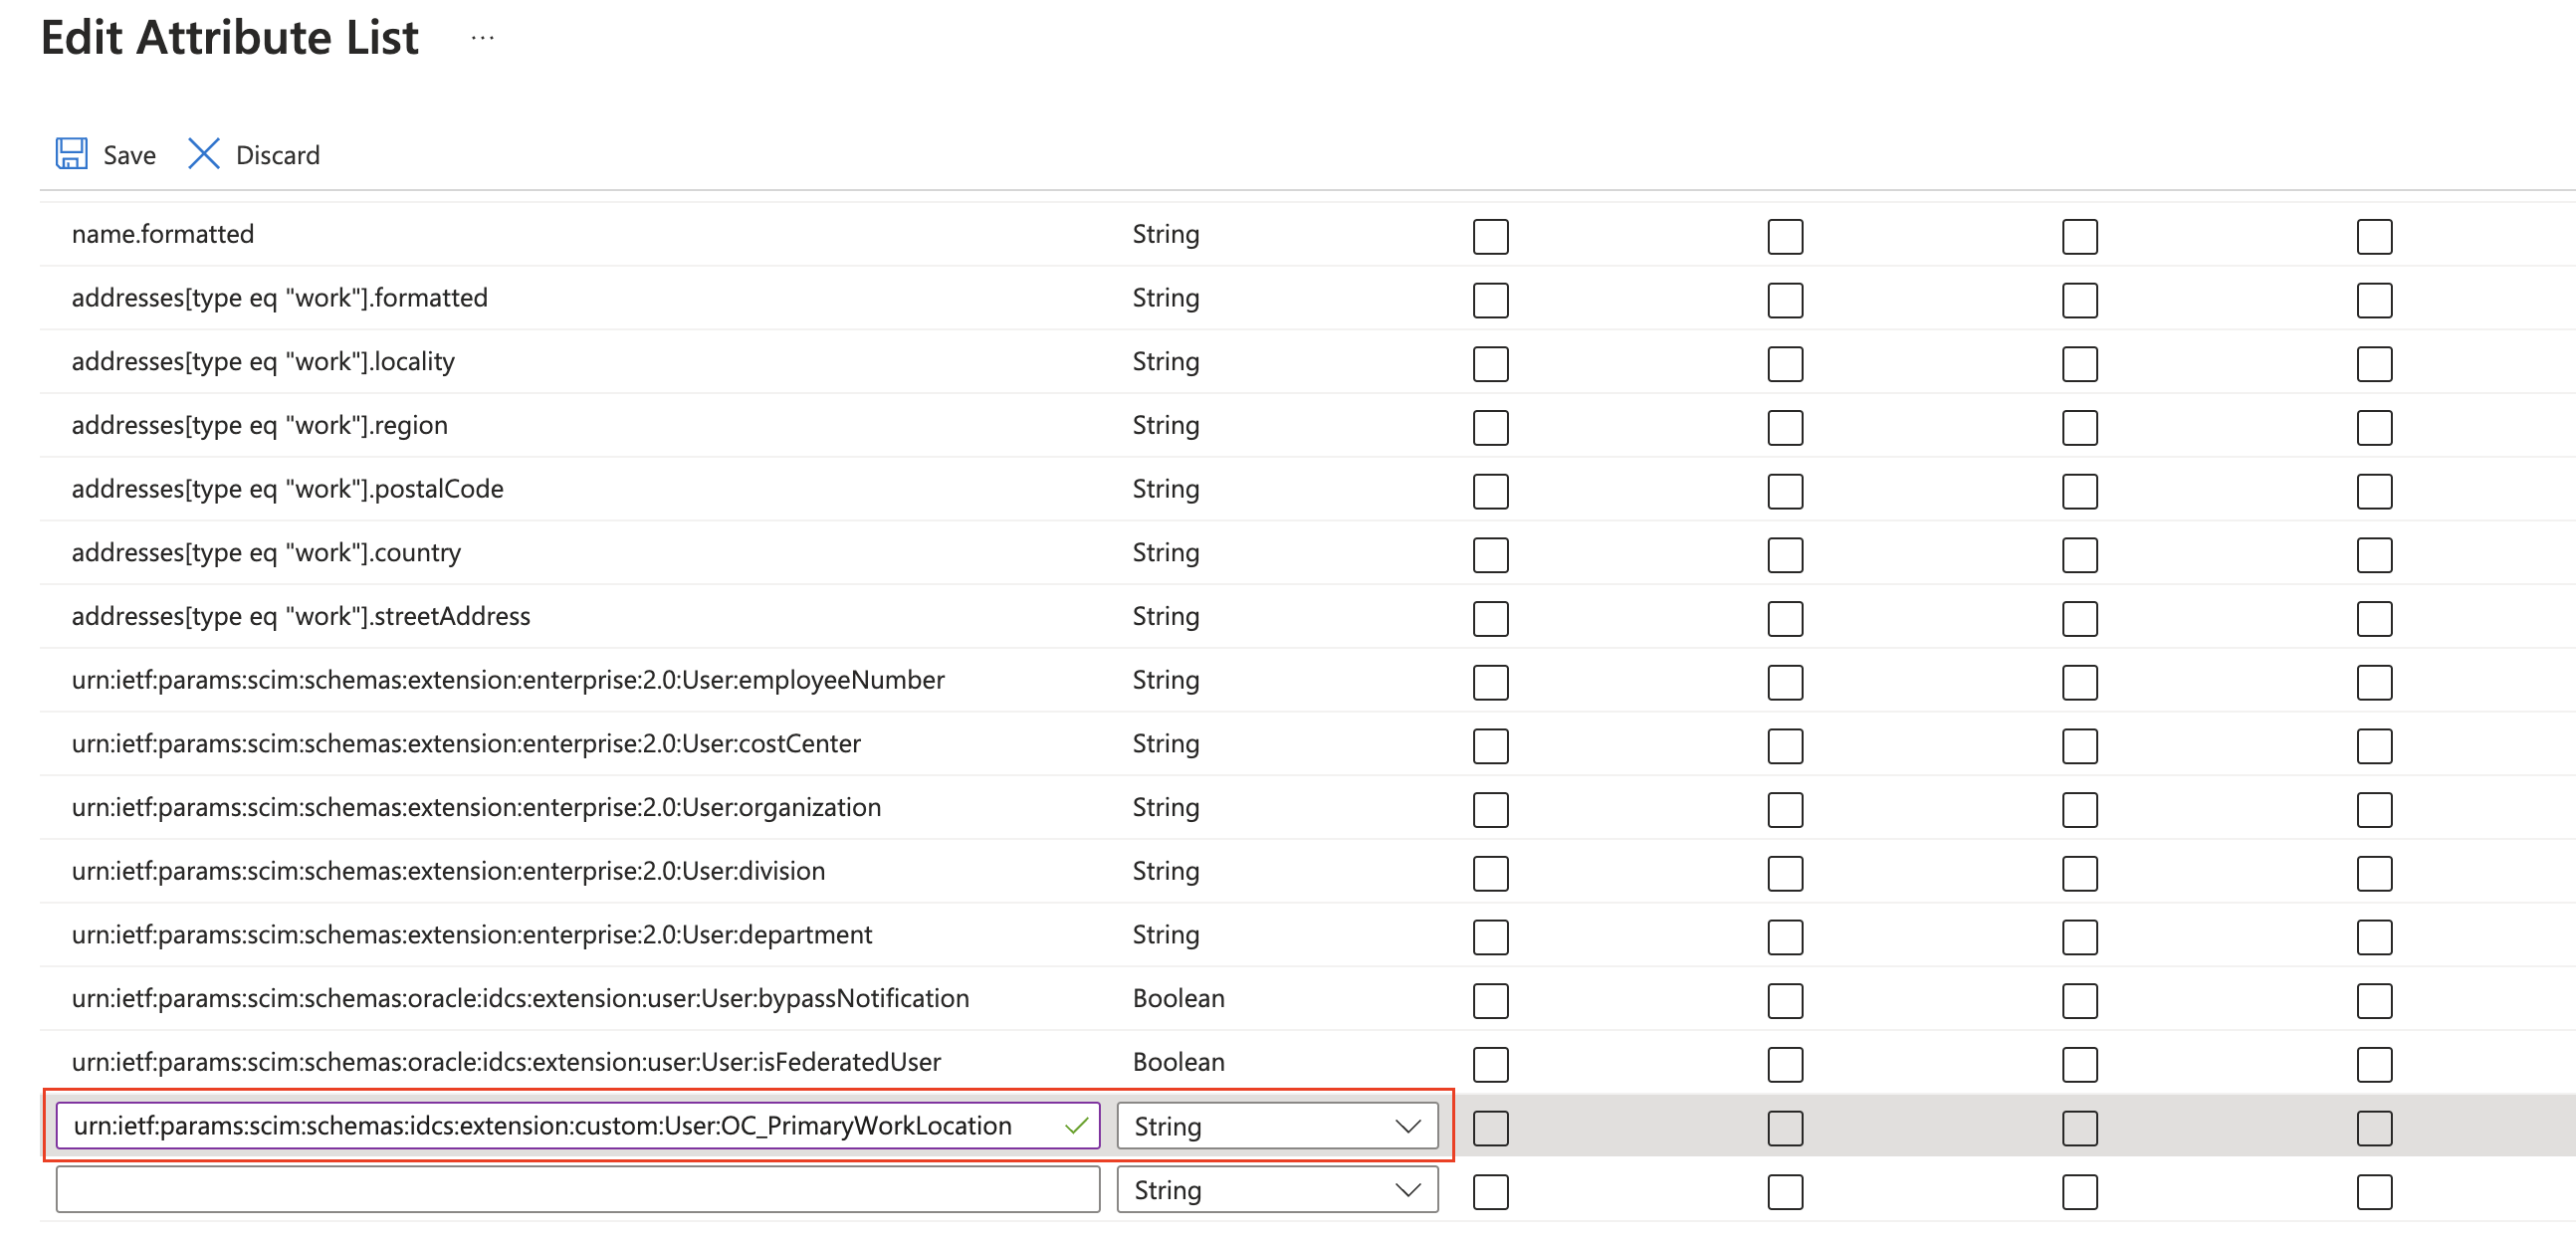 Edit Attribute List ...
Save Discard
name.formatted String
addresses[type eq "work"].formatted String
addresses[type eq "work"].locality String
addresses[type eq "work"].region String
addresses[type eq "work"].postalCode String
addresses[type eq "work"].country String
addresses[type eq "work"].streetAddress String
urn:ietf:params:scim:schemas:extension:enterprise:2.0:User:employeeNumber String
urn:ietf:params:scim:schemas:extension:enterprise:2.0:User:costCenter String
urn:ietf:params:scim:schemas:extension:enterprise:2.0:User:organization String
urn:ietf:params:scim:schemas:extension:enterprise:2.0:User:division String
urn:ietf:params:scim:schemas:extension:enterprise:2.0:User:department String
urn:ietf:params:scim:schemas:oracle:idcs:extension:user:User:bypassNotification Boolean
urn:ietf:params:scim:schemas:oracle:idcs:extension:user:User:isFederatedUser Boolean
urn:ietf:params:scim:schemas:idcs:extension:custom:User:OC_PrimaryWorkLocation String
String